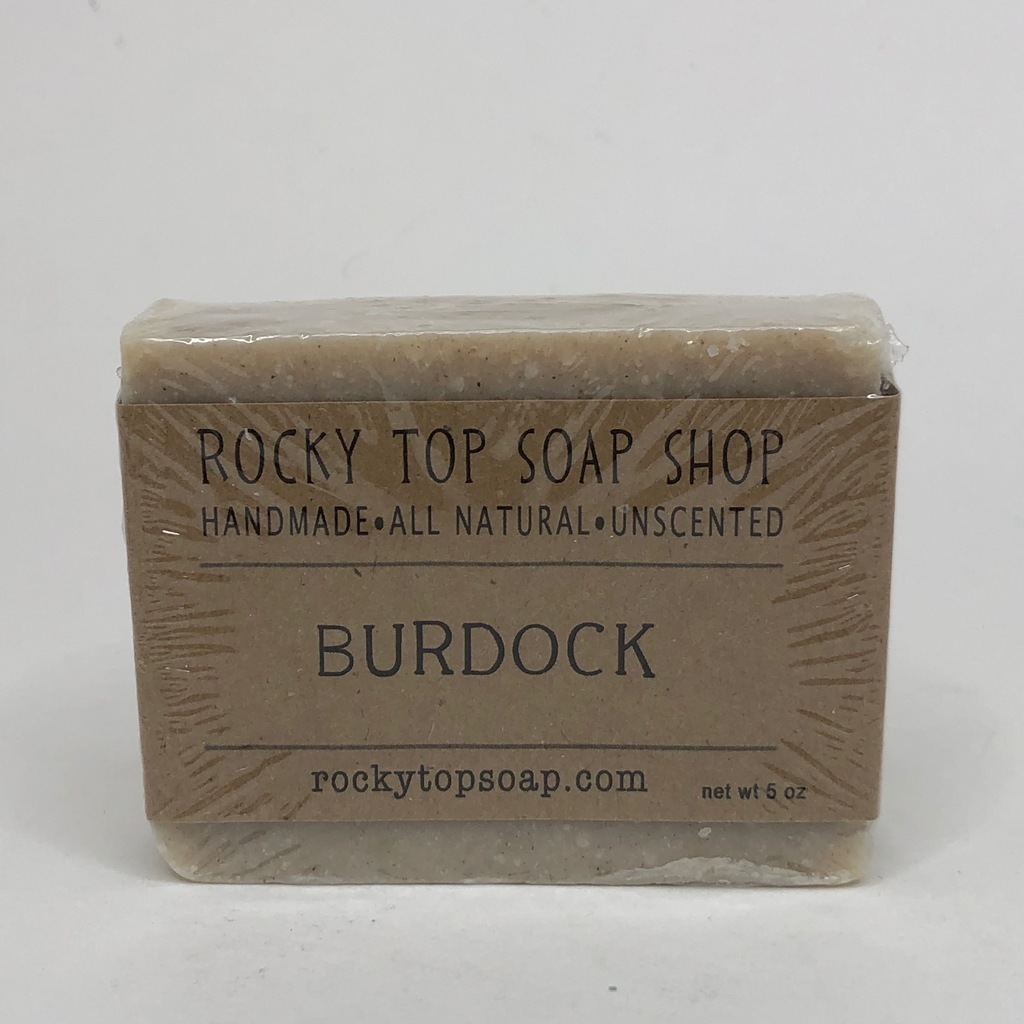 ROCKY TOP SOAP SHOP
HANDMADE•ALL NATURAL•UNSCENTED
BURDOCK
rockytopsoap.com
net wt 5 oz